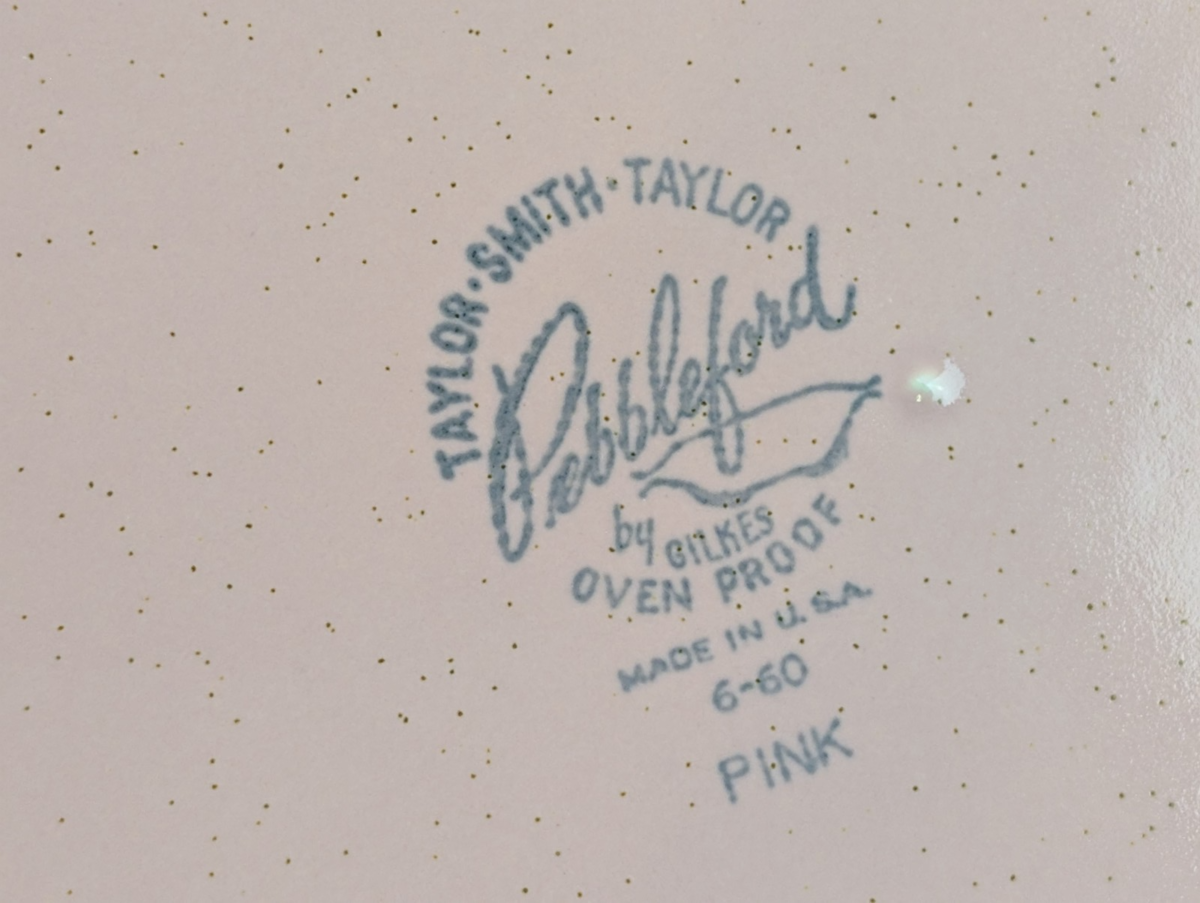 TAYLOR·SMITH·TAYLOR
Pebbleford
by GILKES
OVEN PROOF
MADE IN U.S.A.
6-60
PINK